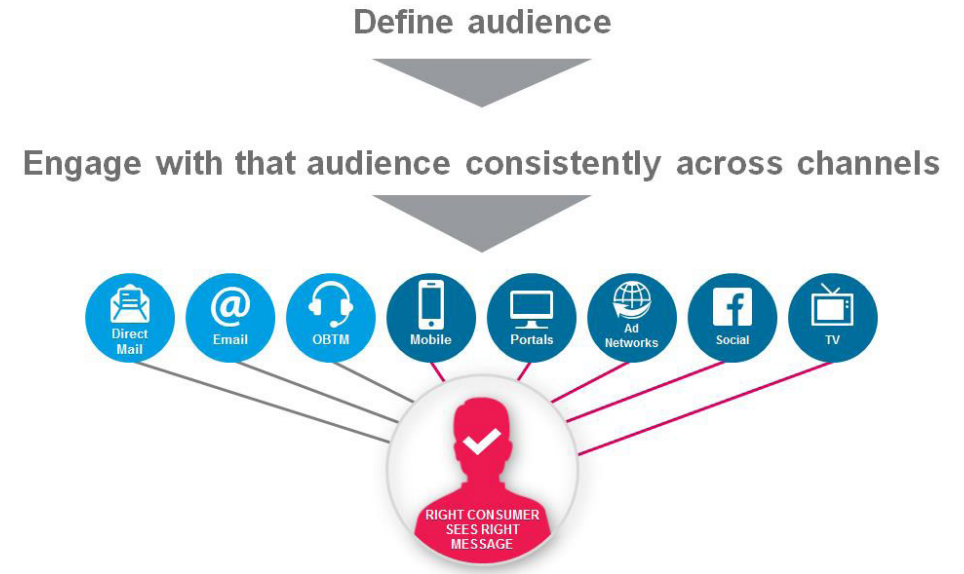 Define audience
Engage with that audience consistently across channels
Direct
Mail
Email
OBTM
Mobile
Portals
Ad
Networks
Social
TV
RIGHT CONSUMER
SEES RIGHT
MESSAGE